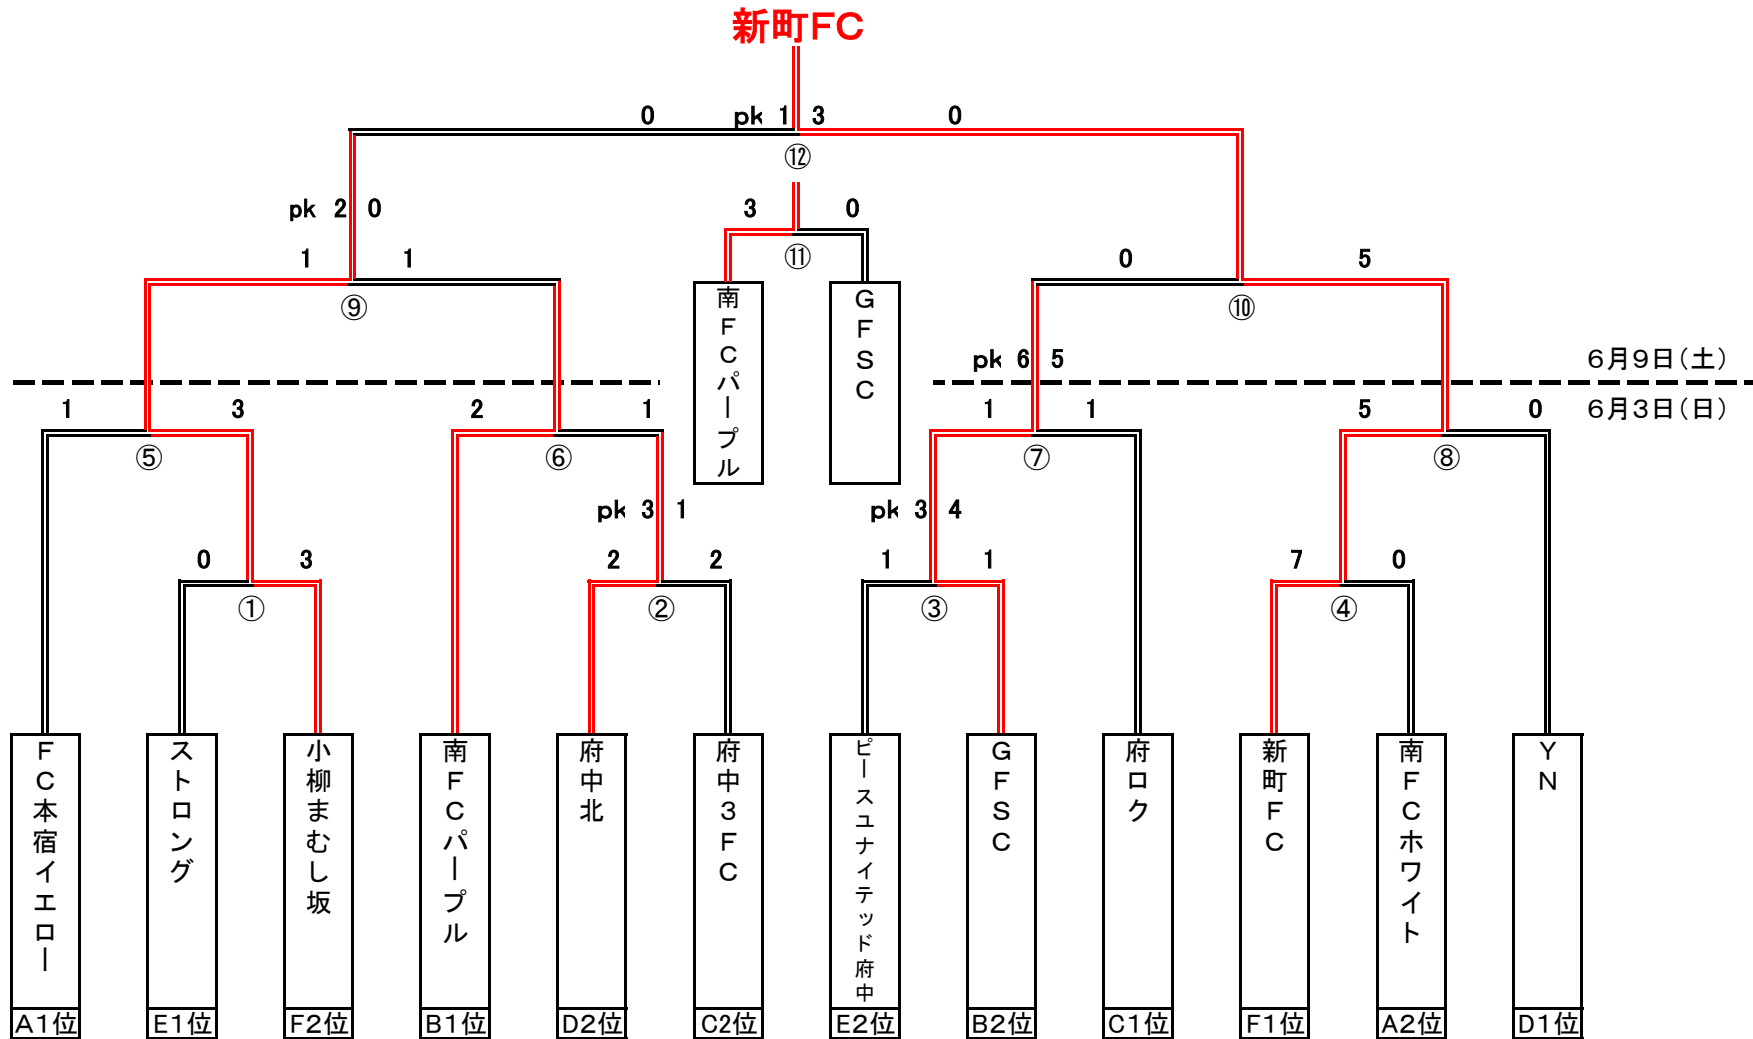 新町FC
0 pk 1 3 0
⑫
pk 2 0
3 0
1 1
⑪
0 5
⑨
⑩
南FCパープル
GFSC
pk 6 5
6月9日(土)
1 3 2 1
1 1 5 0
6月3日(日)
⑤ ⑥ ⑦ ⑧
pk 3 1
pk 3 4
0 3 2 2 1 1 7 0
① ② ③ ④
FC本宿イエロー
ストロング
小柳まむし坂
南FCパープル
府中北
府中3FC
ピースユナイテッド府中
GFSC
府ロク
新町FC
南FCホワイト
YN
A1位 E1位 F2位 B1位 D2位 C2位 E2位 B2位 C1位 F1位 A2位 D1位